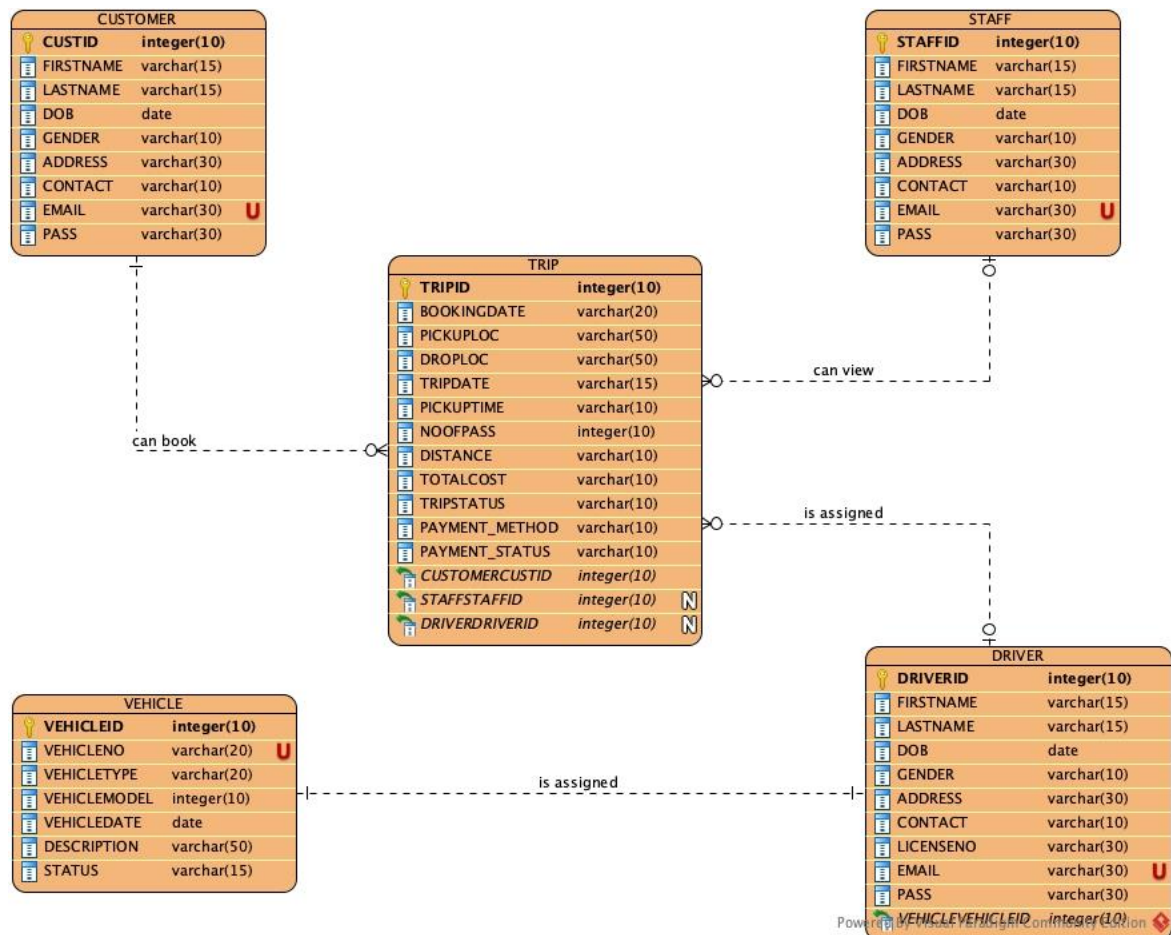 CUSTOMER
CUSTID integer(10)
FIRSTNAME varchar(15)
LASTNAME varchar(15)
DOB date
GENDER varchar(10)
ADDRESS varchar(30)
CONTACT varchar(10)
EMAIL varchar(30) U
PASS varchar(30)
STAFF
STAFFID integer(10)
FIRSTNAME varchar(15)
LASTNAME varchar(15)
DOB date
GENDER varchar(10)
ADDRESS varchar(30)
CONTACT varchar(10)
EMAIL varchar(30) U
PASS varchar(30)
TRIP
TRIPID integer(10)
BOOKINGDATE varchar(20)
PICKUPLOC varchar(50)
DROPLOC varchar(50)
TRIPDATE varchar(15)
PICKUPTIME varchar(10)
NOOFPASS integer(10)
DISTANCE varchar(10)
TOTALCOST varchar(10)
TRIPSTATUS varchar(10)
PAYMENT_METHOD varchar(10)
PAYMENT_STATUS varchar(10)
CUSTOMERCUSTID integer(10)
STAFFSTAFFID integer(10) N
DRIVERDRIVERID integer(10) N
can view
can book
is assigned
VEHICLE
VEHICLEID integer(10)
VEHICLENO varchar(20) U
VEHICLETYPE varchar(20)
VEHICLEMODEL integer(10)
VEHICLEDATE date
DESCRIPTION varchar(50)
STATUS varchar(15)
is assigned
DRIVER
DRIVERID integer(10)
FIRSTNAME varchar(15)
LASTNAME varchar(15)
DOB date
GENDER varchar(10)
ADDRESS varchar(30)
CONTACT varchar(10)
LICENSENO varchar(30)
EMAIL varchar(30) U
PASS varchar(30)
VEHICLEVEHICLEID integer(10)
Powered By Visual Paradigm Community Edition